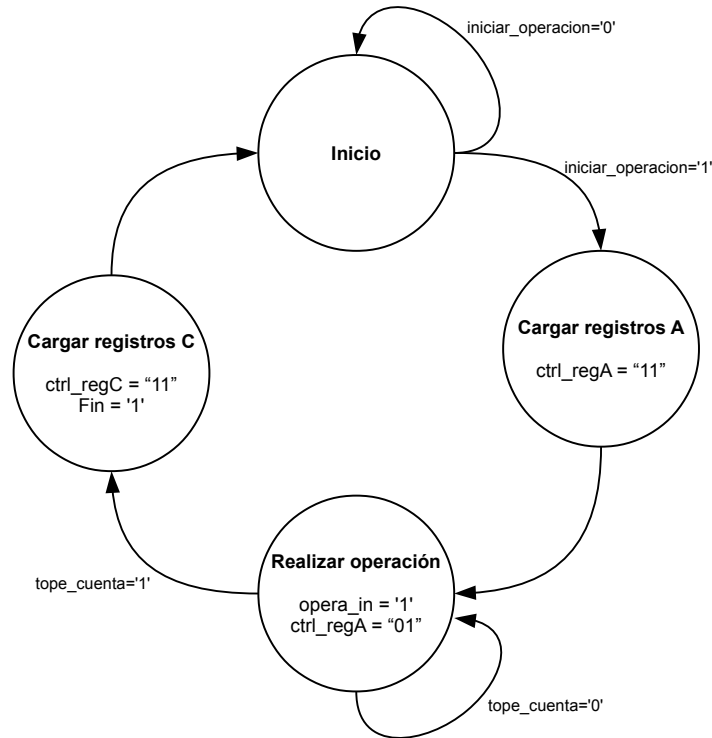 iniciar_operacion='0'
Inicio
iniciar_operacion='1'
Cargar registros A
ctrl_regA = “11”
Cargar registros C
ctrl_regC = “11”
Fin = '1'
Realizar operación
opera_in = '1'
ctrl_regA = “01”
tope_cuenta='1'
tope_cuenta='0'